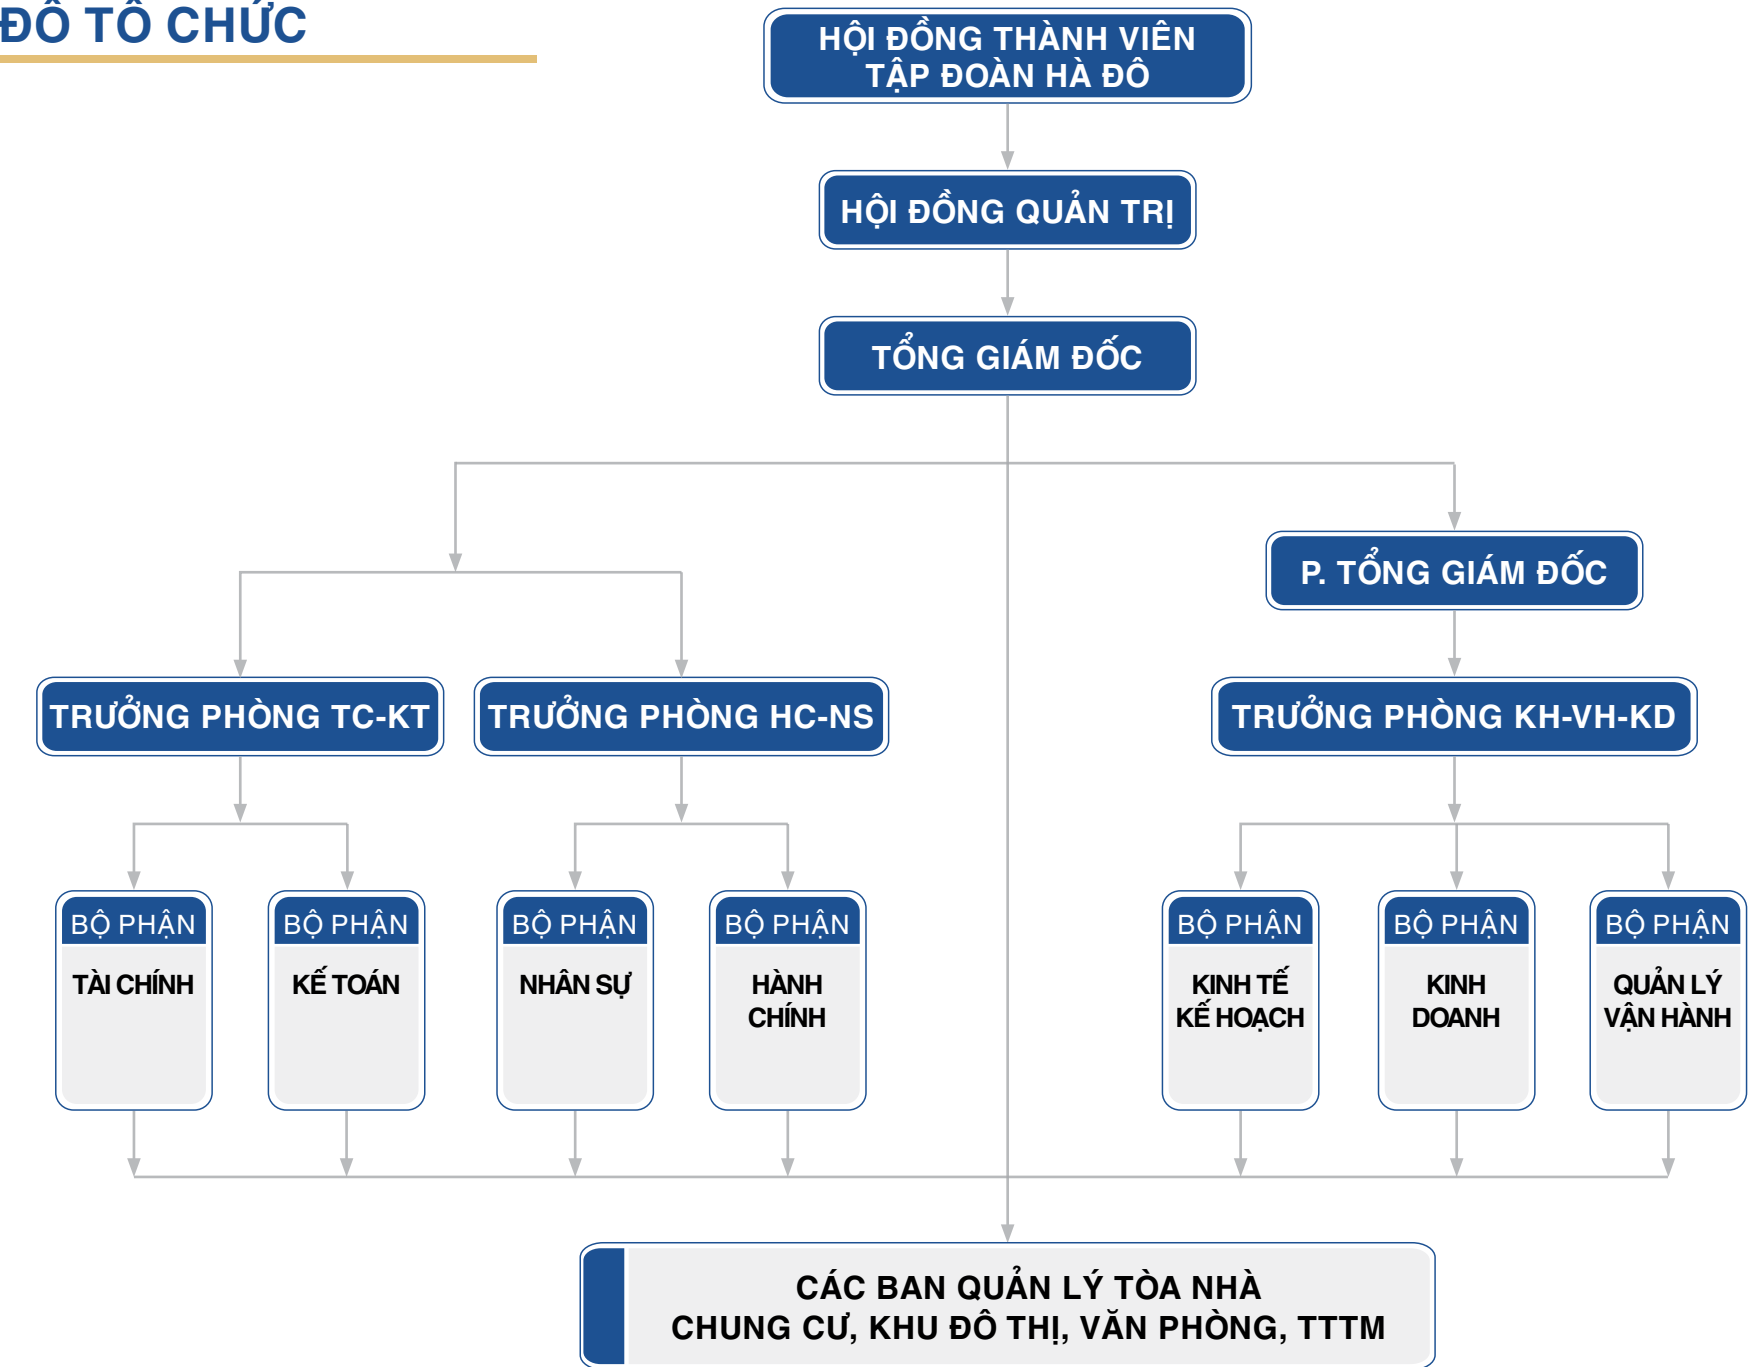 ĐỒ TỔ CHỨC
HỘI ĐỒNG THÀNH VIÊN
TẬP ĐOÀN HÀ ĐÔ
HỘI ĐỒNG QUẢN TRỊ
TỔNG GIÁM ĐỐC
P. TỔNG GIÁM ĐỐC
TRƯỞNG PHÒNG TC-KT
TRƯỞNG PHÒNG HC-NS
TRƯỞNG PHÒNG KH-VH-KD
BỘ PHẬN
TÀI CHÍNH
BỘ PHẬN
KẾ TOÁN
BỘ PHẬN
NHÂN SỰ
BỘ PHẬN
HÀNH
CHÍNH
BỘ PHẬN
KINH TẾ
KẾ HOẠCH
BỘ PHẬN
KINH
DOANH
BỘ PHẬN
QUẢN LÝ
VẬN HÀNH
CÁC BAN QUẢN LÝ TÒA NHÀ
CHUNG CƯ, KHU ĐÔ THỊ, VĂN PHÒNG, TTTM